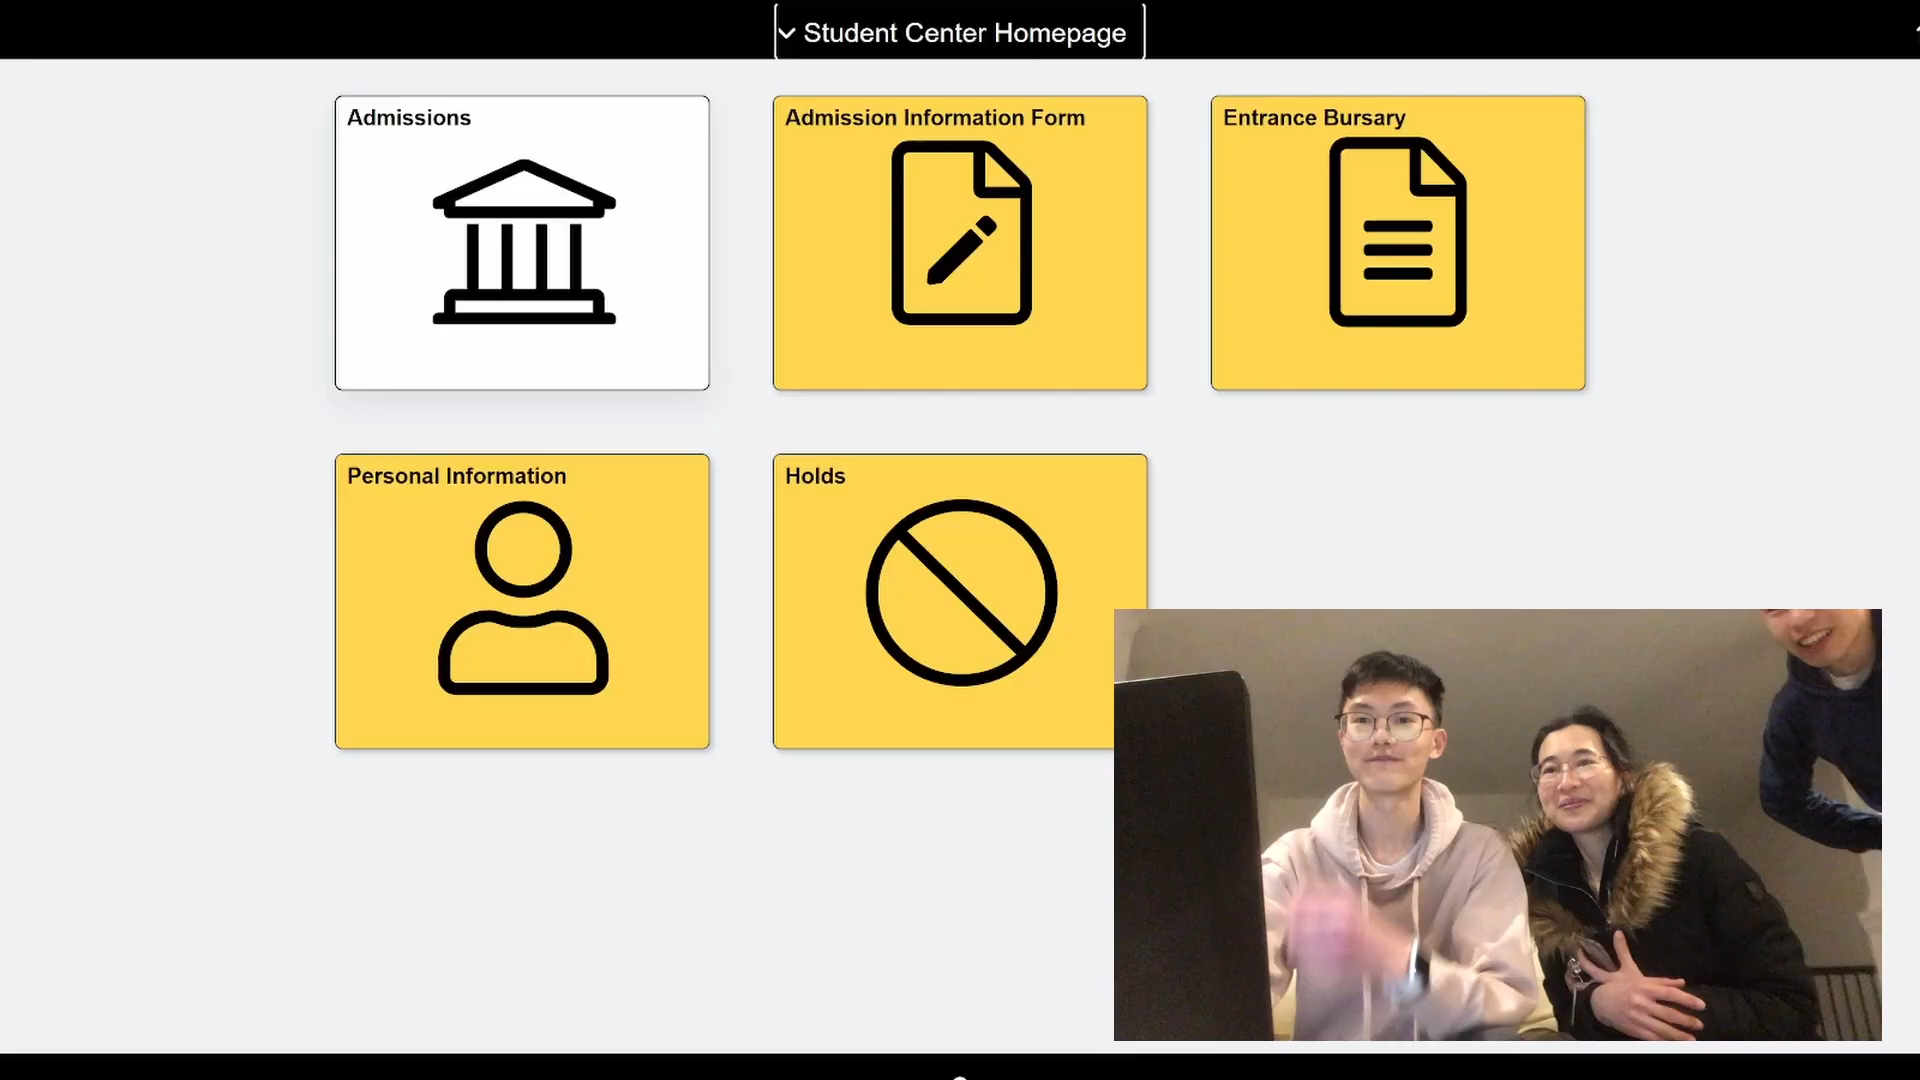 Student Center Homepage
Admissions
Admission Information Form
Entrance Bursary
Personal Information
Holds